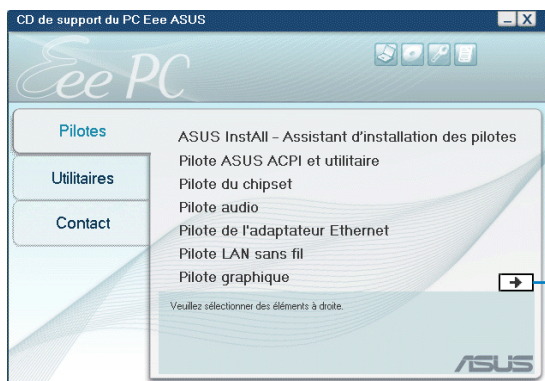 CD de support du PC Eee ASUS
Eee PC
Pilotes
Utilitaires
Contact
ASUS InstAll - Assistant d'installation des pilotes
Pilote ASUS ACPI et utilitaire
Pilote du chipset
Pilote audio
Pilote de l'adaptateur Ethernet
Pilote LAN sans fil
Pilote graphique
Veuillez sélectionner des éléments à droite.
ASUS